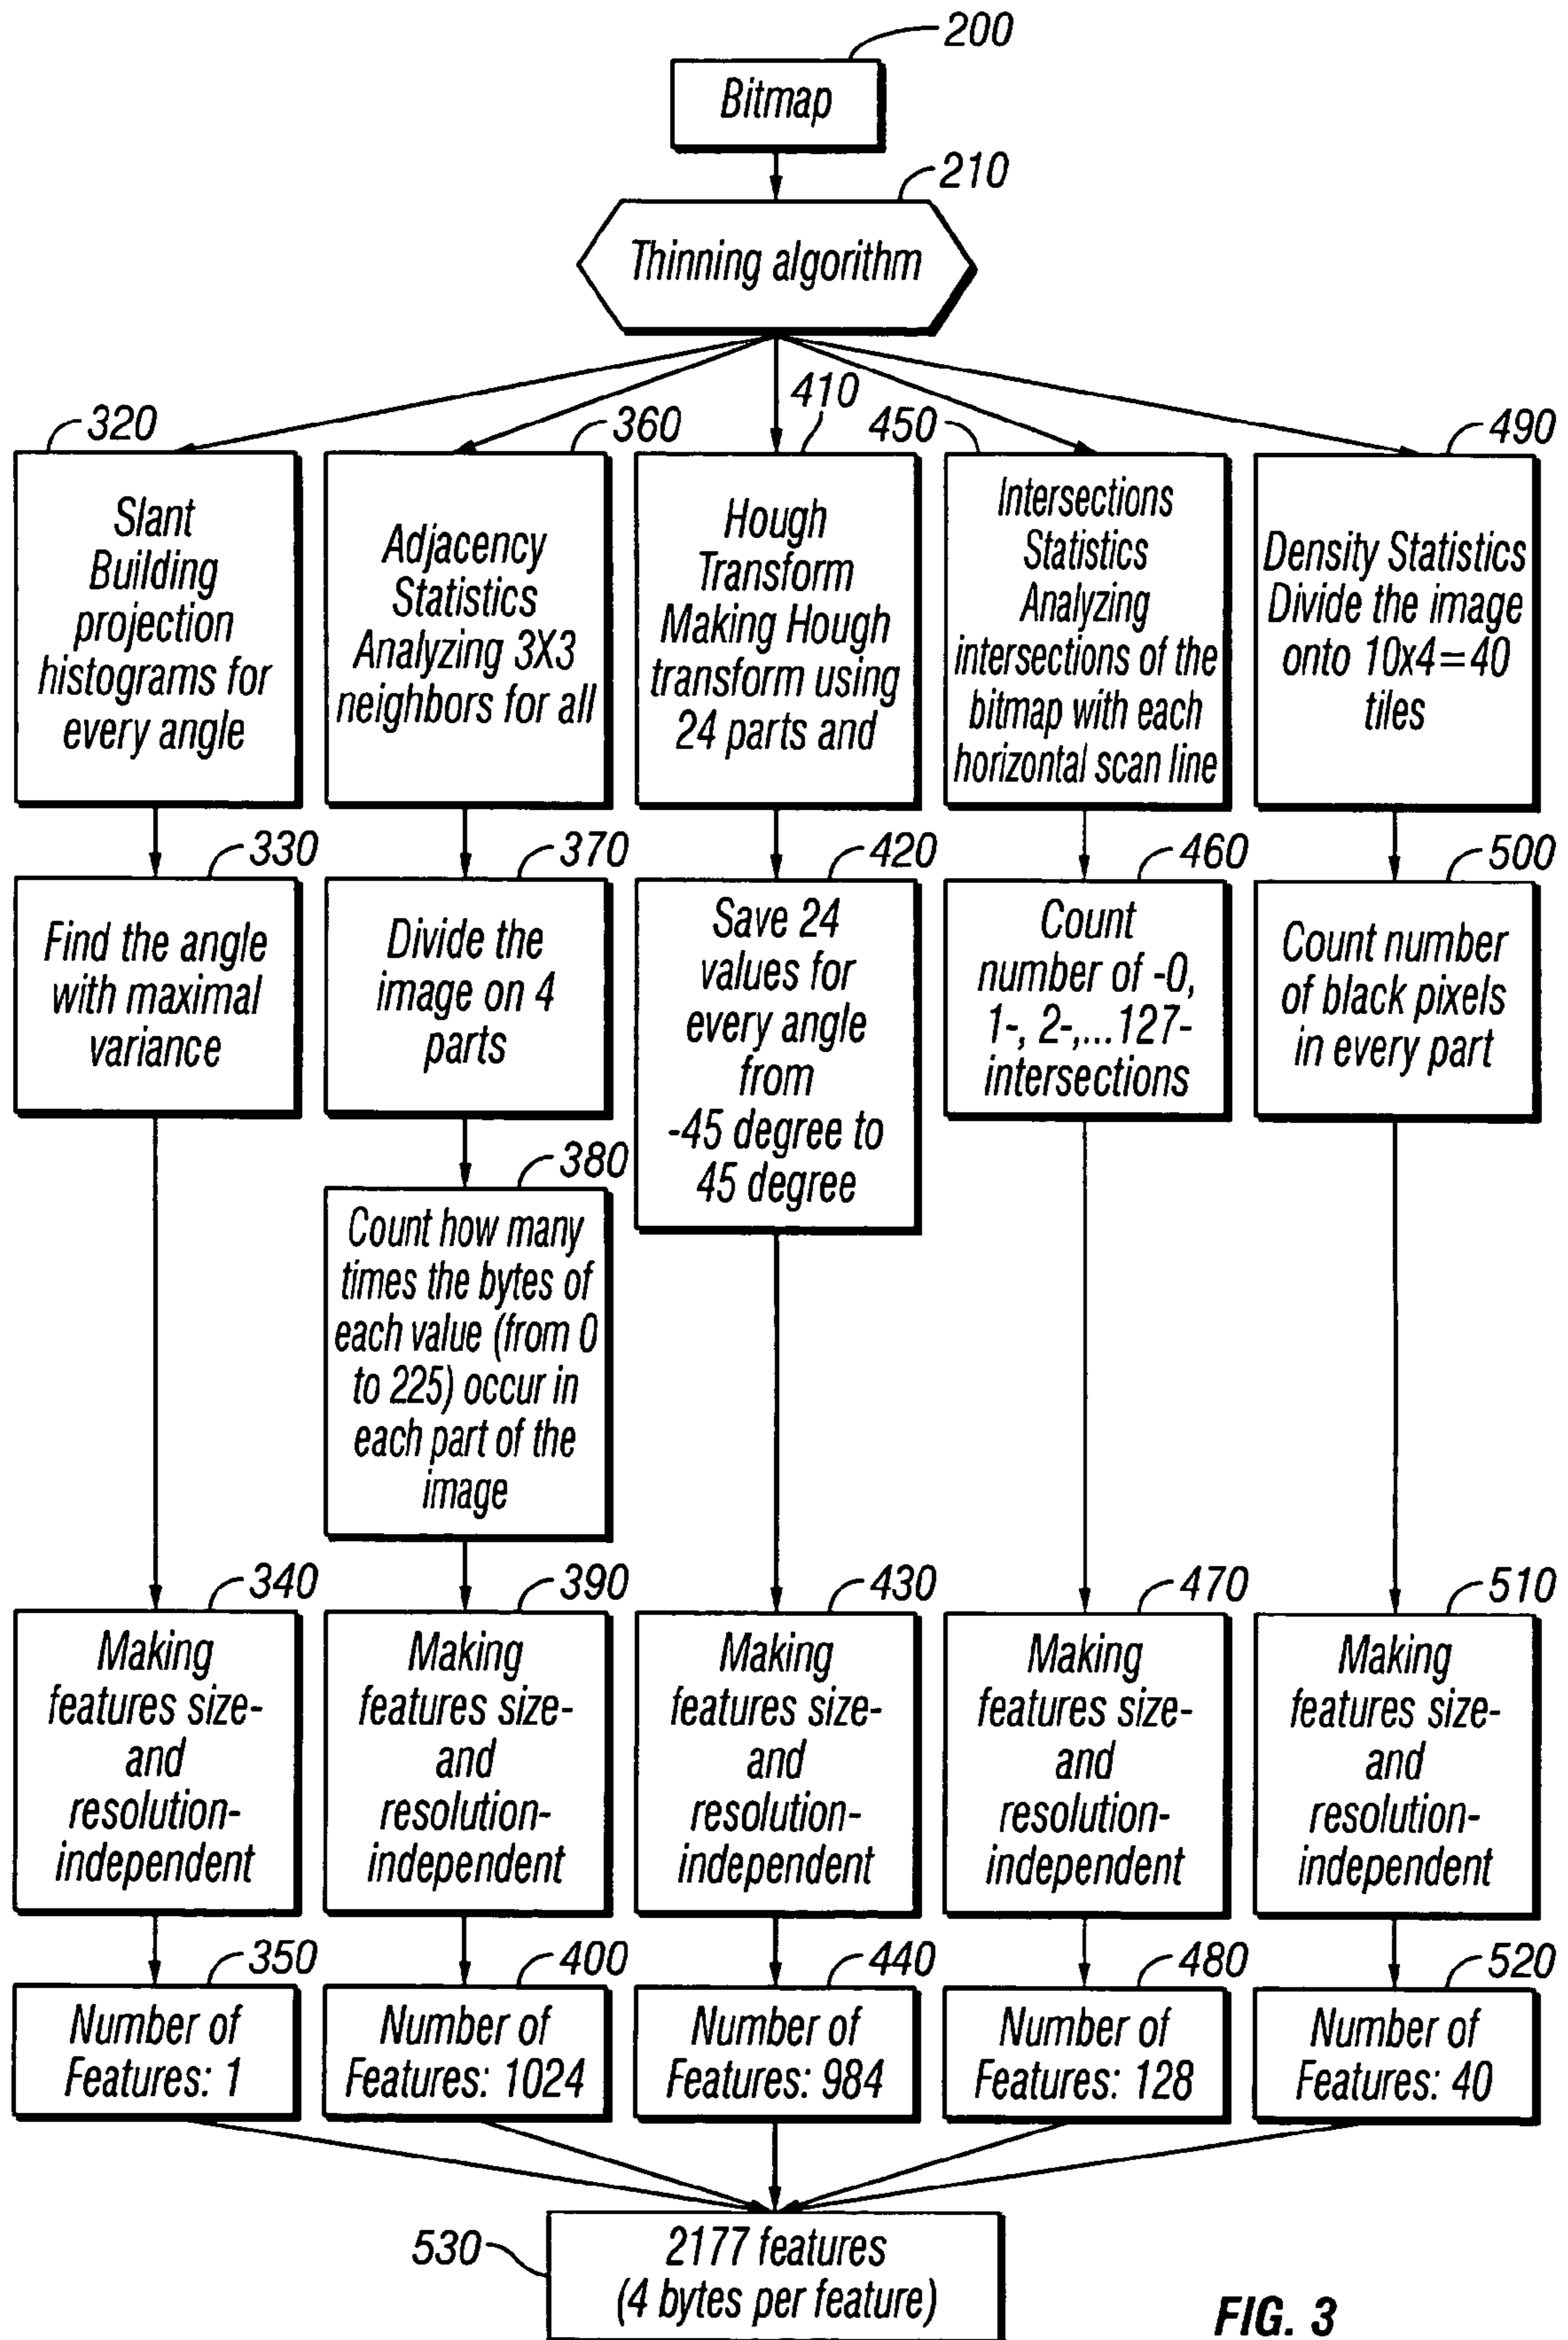 200
Bitmap
210
Thinning algorithm
320
Slant
Building
projection
histograms for
every angle
360
Adjacency
Statistics
Analyzing 3X3
neighbors for all
410
Hough
Transform
Making Hough
transform using
24 parts and
450
Intersections
Statistics
Analyzing
intersections of the
bitmap with each
horizontal scan line
490
Density Statistics
Divide the image
onto 10x4=40
tiles
330
Find the angle
with maximal
variance
370
Divide the
image on 4
parts
420
Save 24
values for
every angle
from
-45 degree to
45 degree
460
Count
number of -0,
1-, 2-,...127-
intersections
500
Count number
of black pixels
in every part
380
Count how many
times the bytes of
each value (from 0
to 225) occur in
each part of the
image
340
Making
features size-
and
resolution-
independent
390
Making
features size-
and
resolution-
independent
430
Making
features size-
and
resolution-
independent
470
Making
features size-
and
resolution-
independent
510
Making
features size-
and
resolution-
independent
350
Number of
Features: 1
400
Number of
Features: 1024
440
Number of
Features: 984
480
Number of
Features: 128
520
Number of
Features: 40
530
2177 features
(4 bytes per feature)
FIG. 3